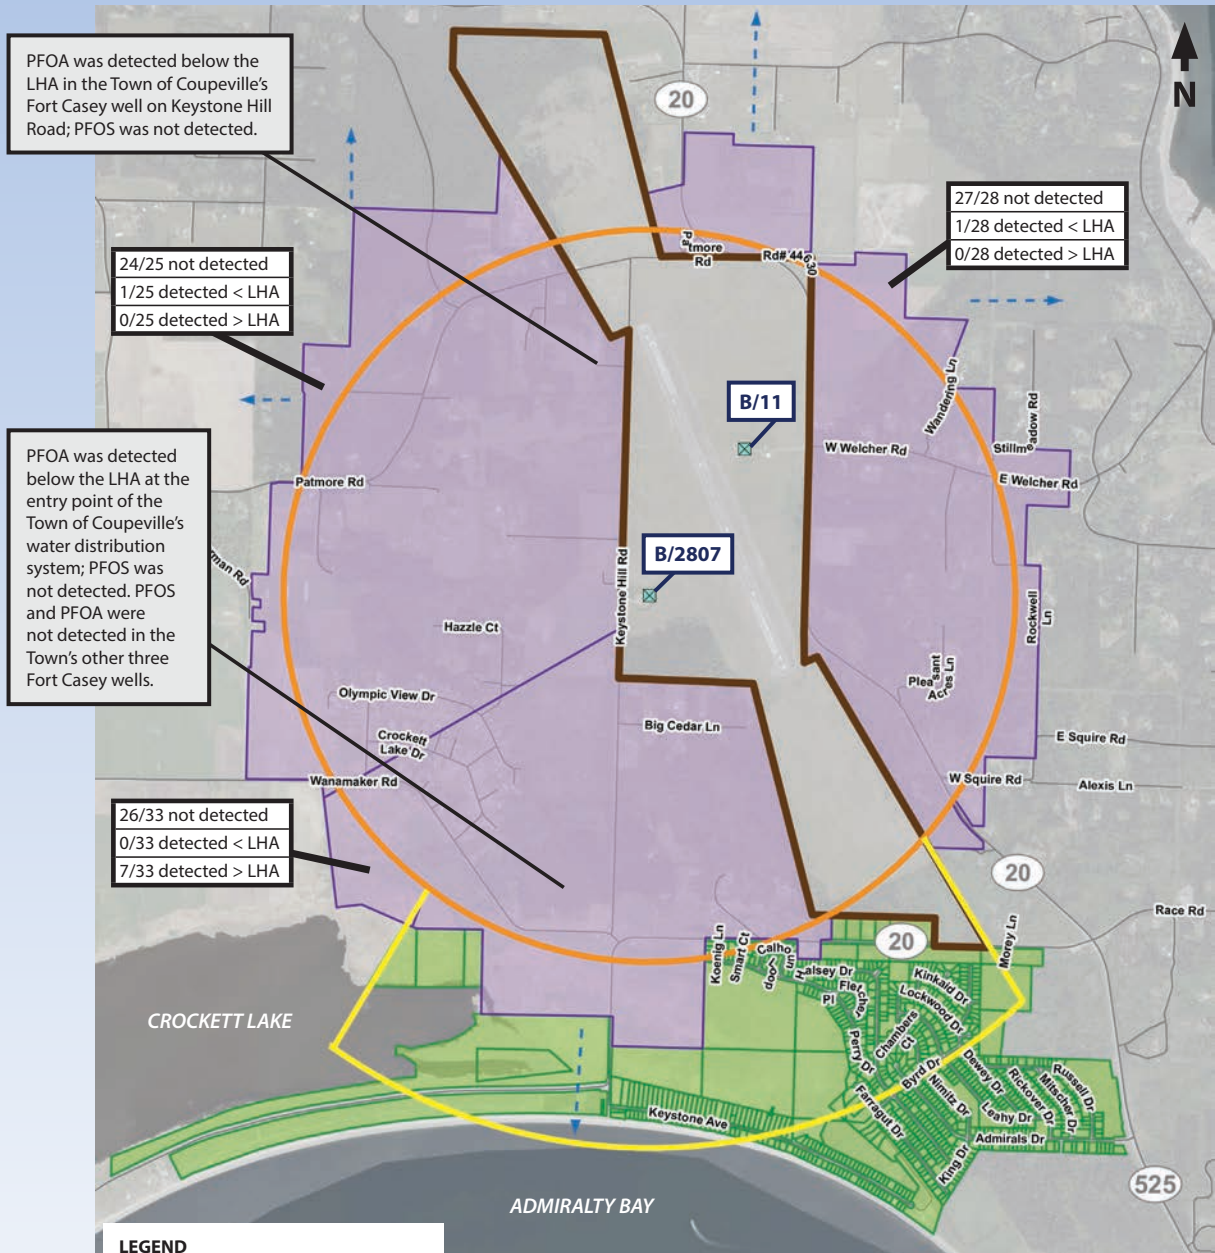 PFOA was detected below the
LHA in the Town of Coupeville's
Fort Casey well on Keystone Hill
Road; PFOS was not detected.
20
N
27/28 not detected
1/28 detected < LHA
0/28 detected > LHA
24/25 not detected
1/25 detected < LHA
0/25 detected > LHA
Patmore
Rd
Rd# 44630
B/11
Wandering Ln
Stillmeadow Rd
W Welcher Rd
E Welcher Rd
Patmore Rd
PFOA was detected
below the LHA at the
entry point of the
Town of Coupeville's
water distribution
system; PFOS was
not detected. PFOS
and PFOA were
not detected in the
Town's other three
Fort Casey wells.
rman Rd
B/2807
Keystone Hill Rd
Hazzle Ct
Rockwell
Ln
Pleasant
Acres Ln
Olympic View Dr
Big Cedar Ln
Crockett
Lake Dr
E Squire Rd
Wanamaker Rd
W Squire Rd
Alexis Ln
26/33 not detected
0/33 detected < LHA
7/33 detected > LHA
20
Race Rd
20
Morey Ln
Koenig Ln
Smart Ct
Calhoun
Loop
Halsey Dr
Fletcher
Pl
Kinkaid Dt
Lockwood Dr
Chambers
Ct
Perry Dr
Byrd Dr
CROCKETT LAKE
Dewey Dr
Nimitz Dr
Rickover Dr
Mitscher Dr
Russell Dr
Leahy Dr
Farragut Dr
Keystone Ave
Admirals Dr
King Dr
525
ADMIRALTY BAY
LEGEND